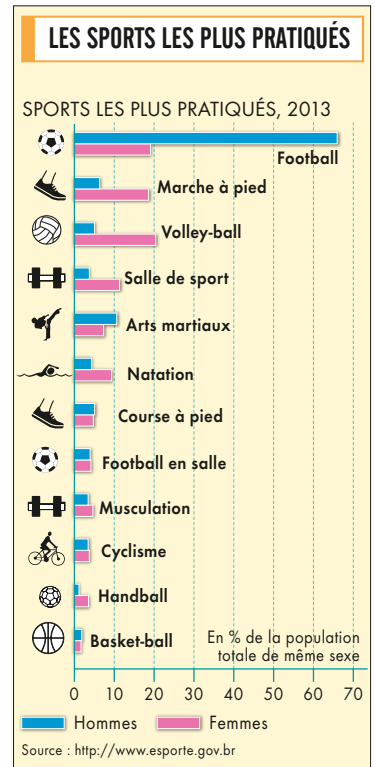 LES SPORTS LES PLUS PRATIQUÉS
SPORTS LES PLUS PRATIQUÉS, 2013
Football
Marche à pied
Volley-ball
Salle de sport
Arts martiaux
Natation
Course à pied
Football en salle
Musculation
Cyclisme
Handball
Basket-ball
En % de la population
totale de même sexe
0 10 20 30 40 50 60 70
Hommes Femmes
Source : http://www.esporte.gov.br